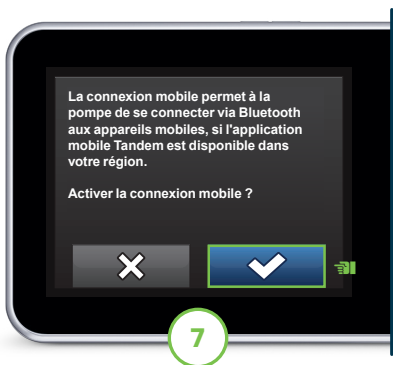 La connexion mobile permet à la
pompe de se connecter via Bluetooth
aux appareils mobiles, si l'application
mobile Tandem est disponible dans
votre région.
Activer la connexion mobile ?
7